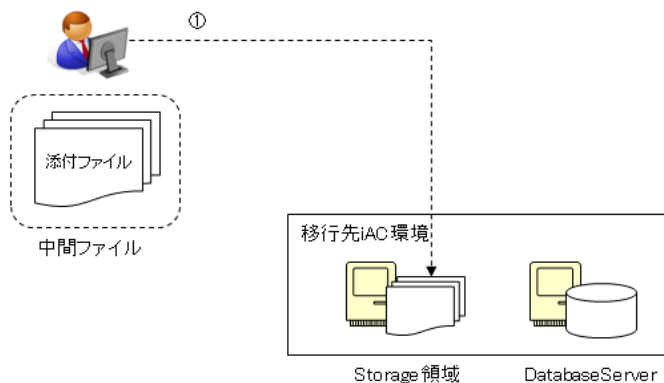 ①
添付ファイル
中間ファイル
移行先iAC環境
Storage領域
DatabaseServer